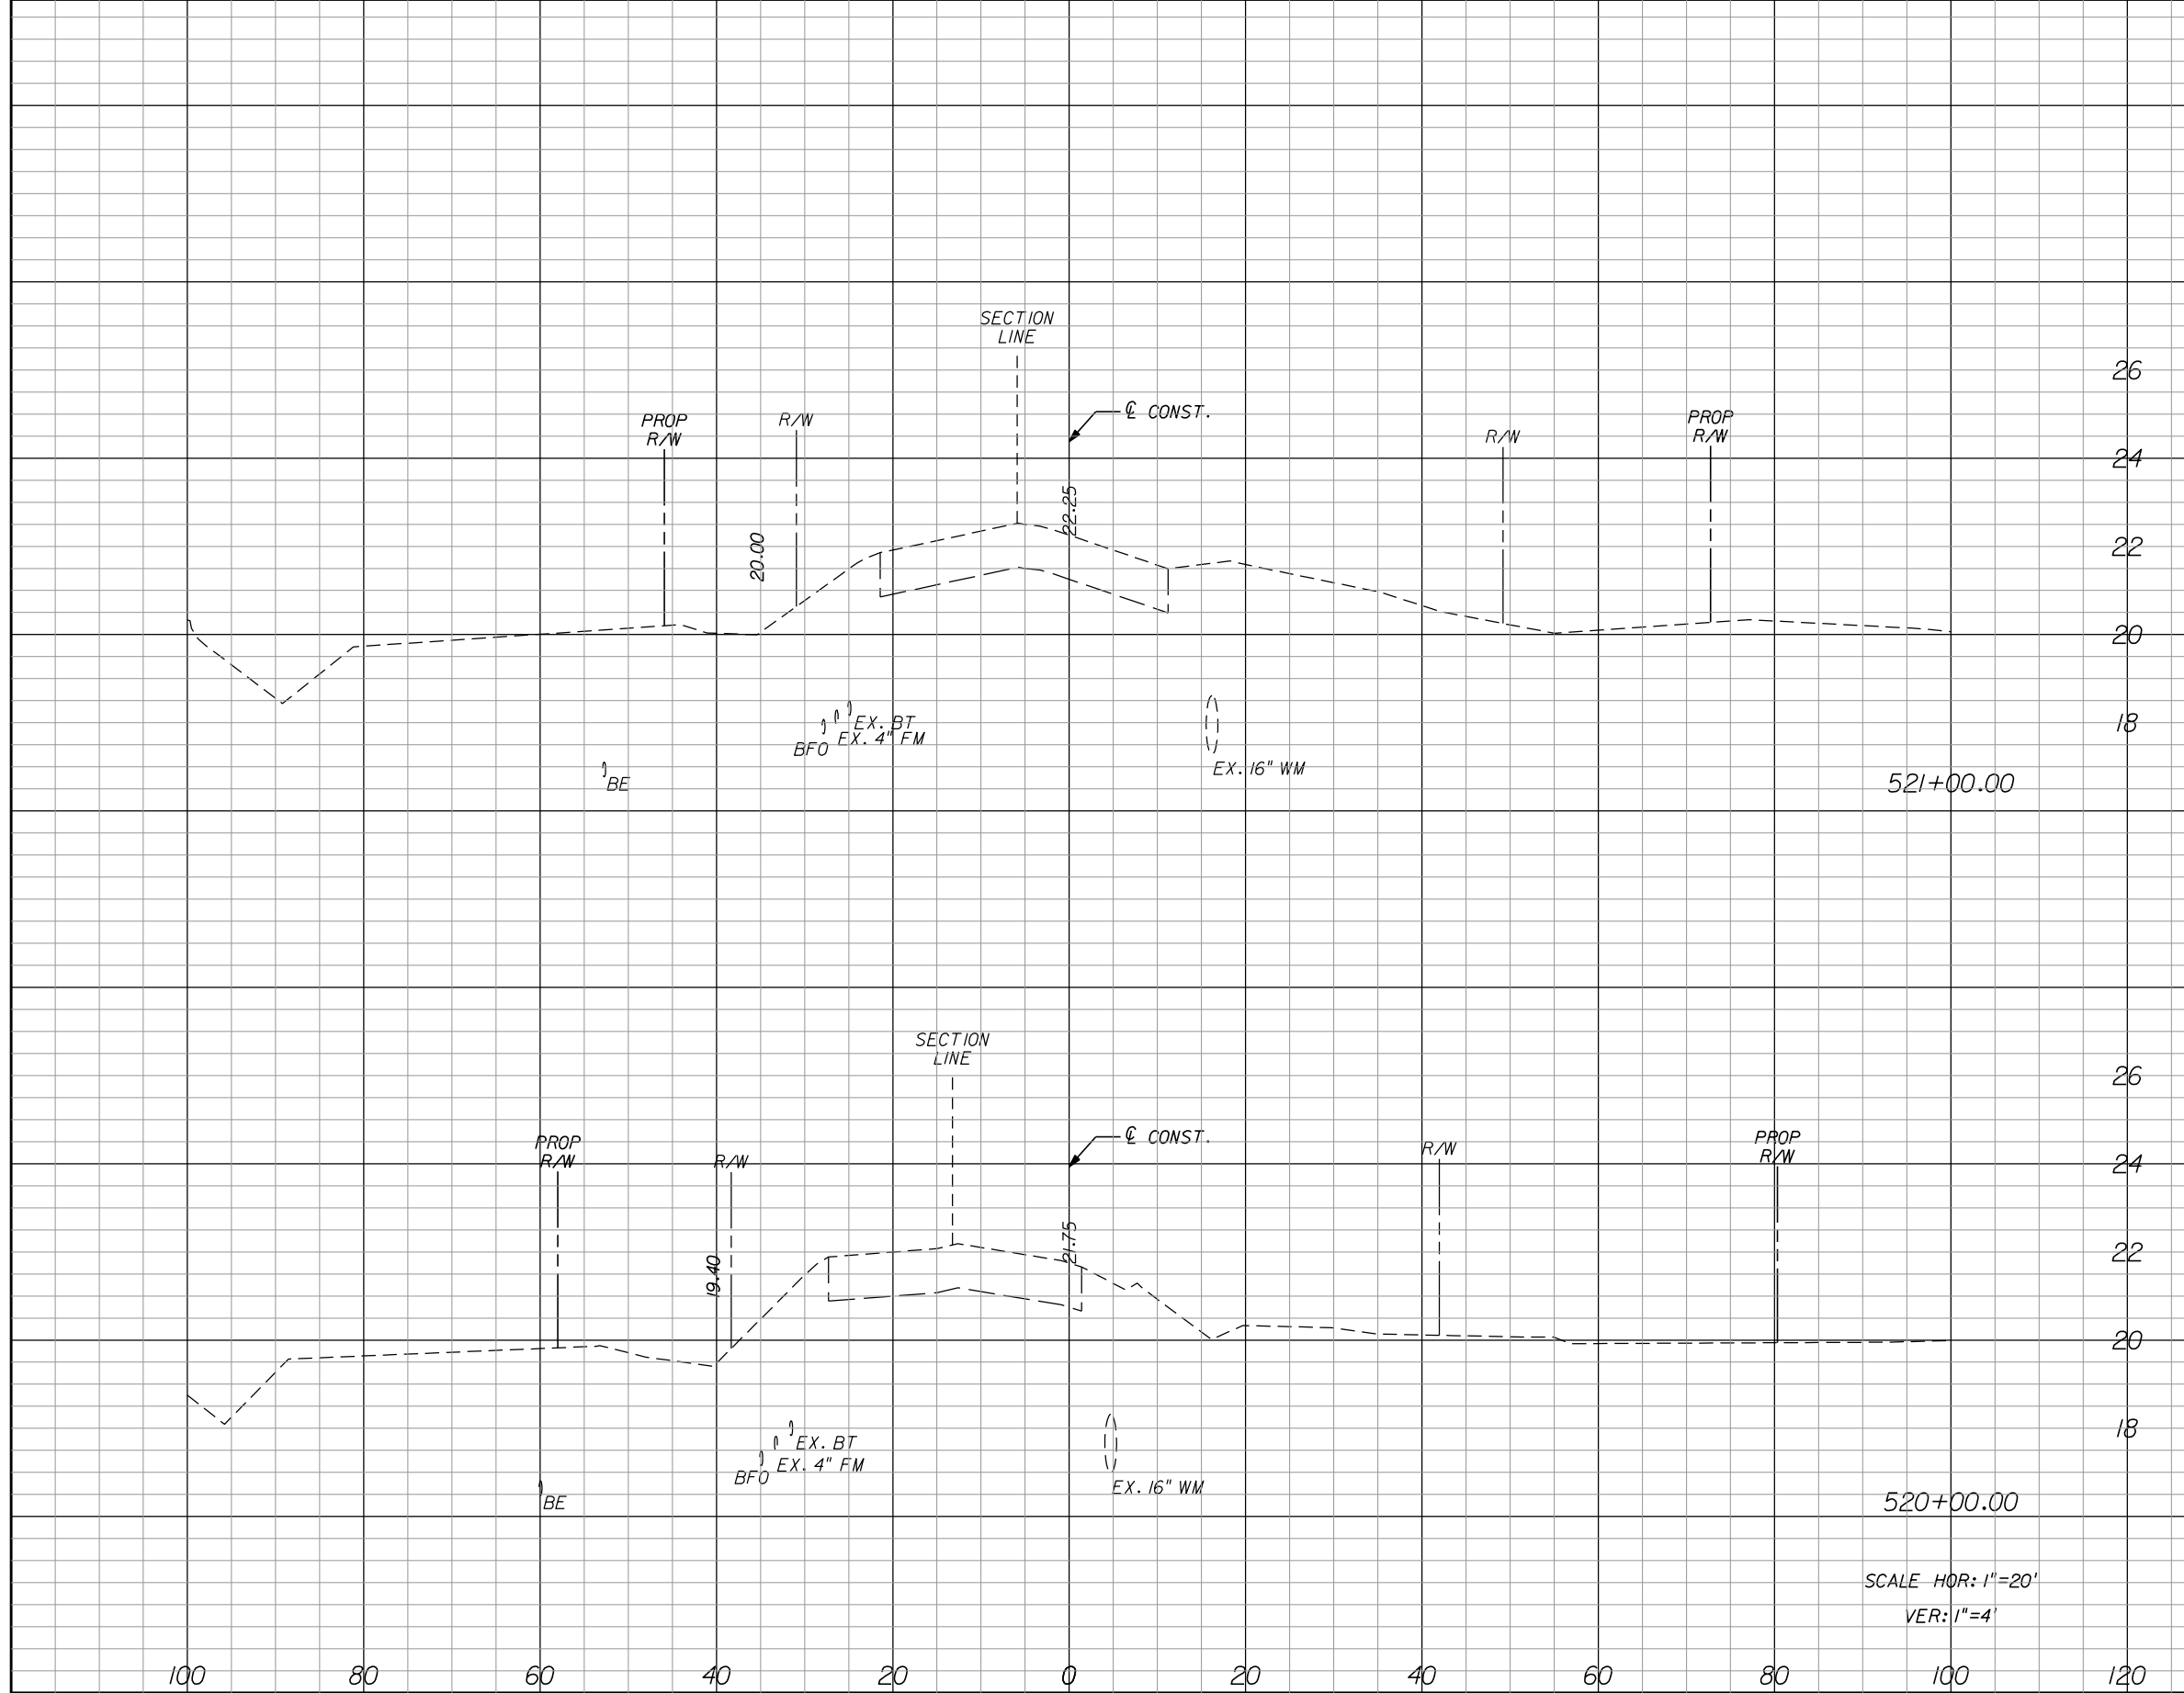 SECTION
LINE
26
℄ CONST.
PROP
R/W
R/W
R/W
PROP
R/W
24
22.25
20.00
22
20
EX. BT
EX. 4" FM
BFO
18
BE
EX. 16" WM
521+00.00
SECTION
LINE
26
℄ CONST.
PROP
R/W
R/W
R/W
PROP
R/W
24
21.75
19.40
22
20
18
EX. BT
EX. 4" FM
BFO
BE
EX. 16" WM
520+00.00
SCALE HOR: 1"=20'
VER: 1"=4'
100 80 60 40 20 0 20 40 60 80 100 120